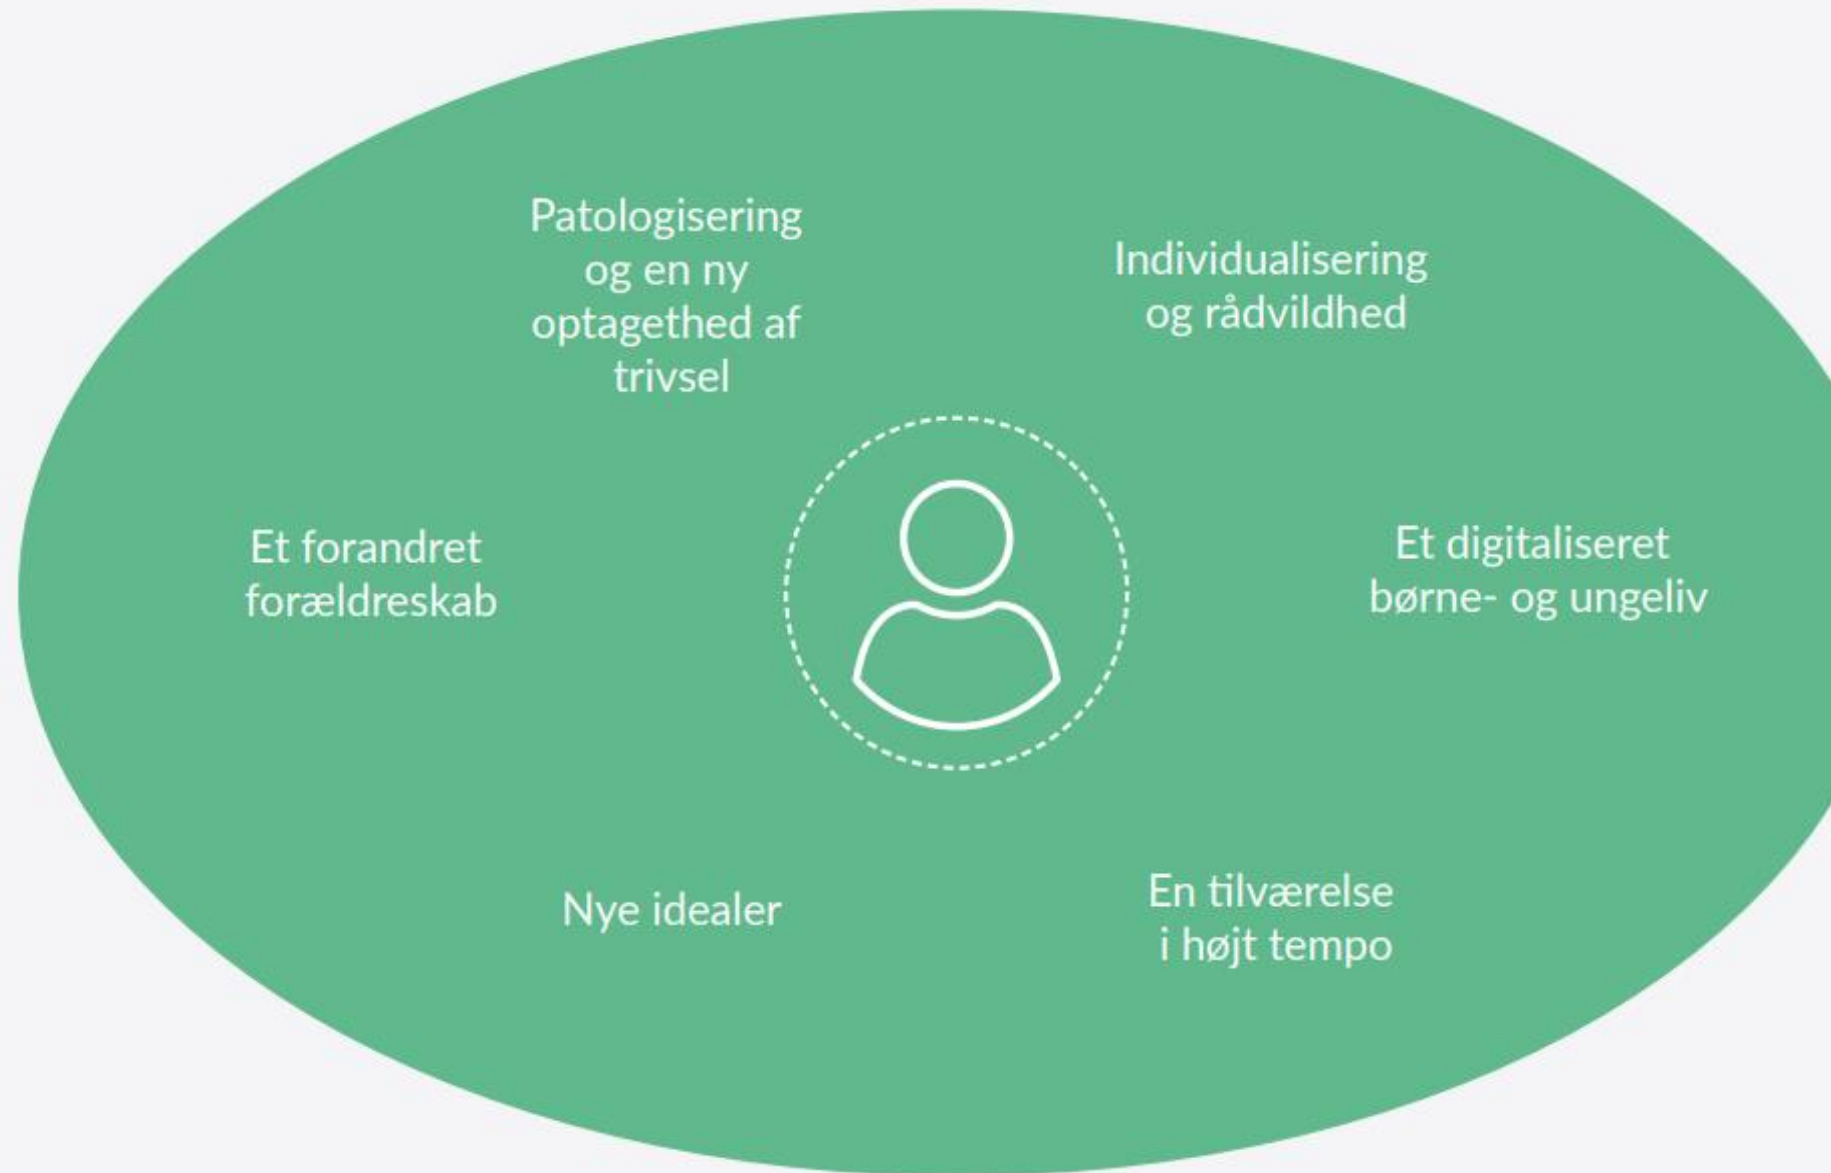 Patologisering
og en ny
optagethed af
trivsel
Individualisering
og rådvildhed
Et forandret
forældreskab
Et digitaliseret
børne- og ungeliv
Nye idealer
En tilværelse
i højt tempo